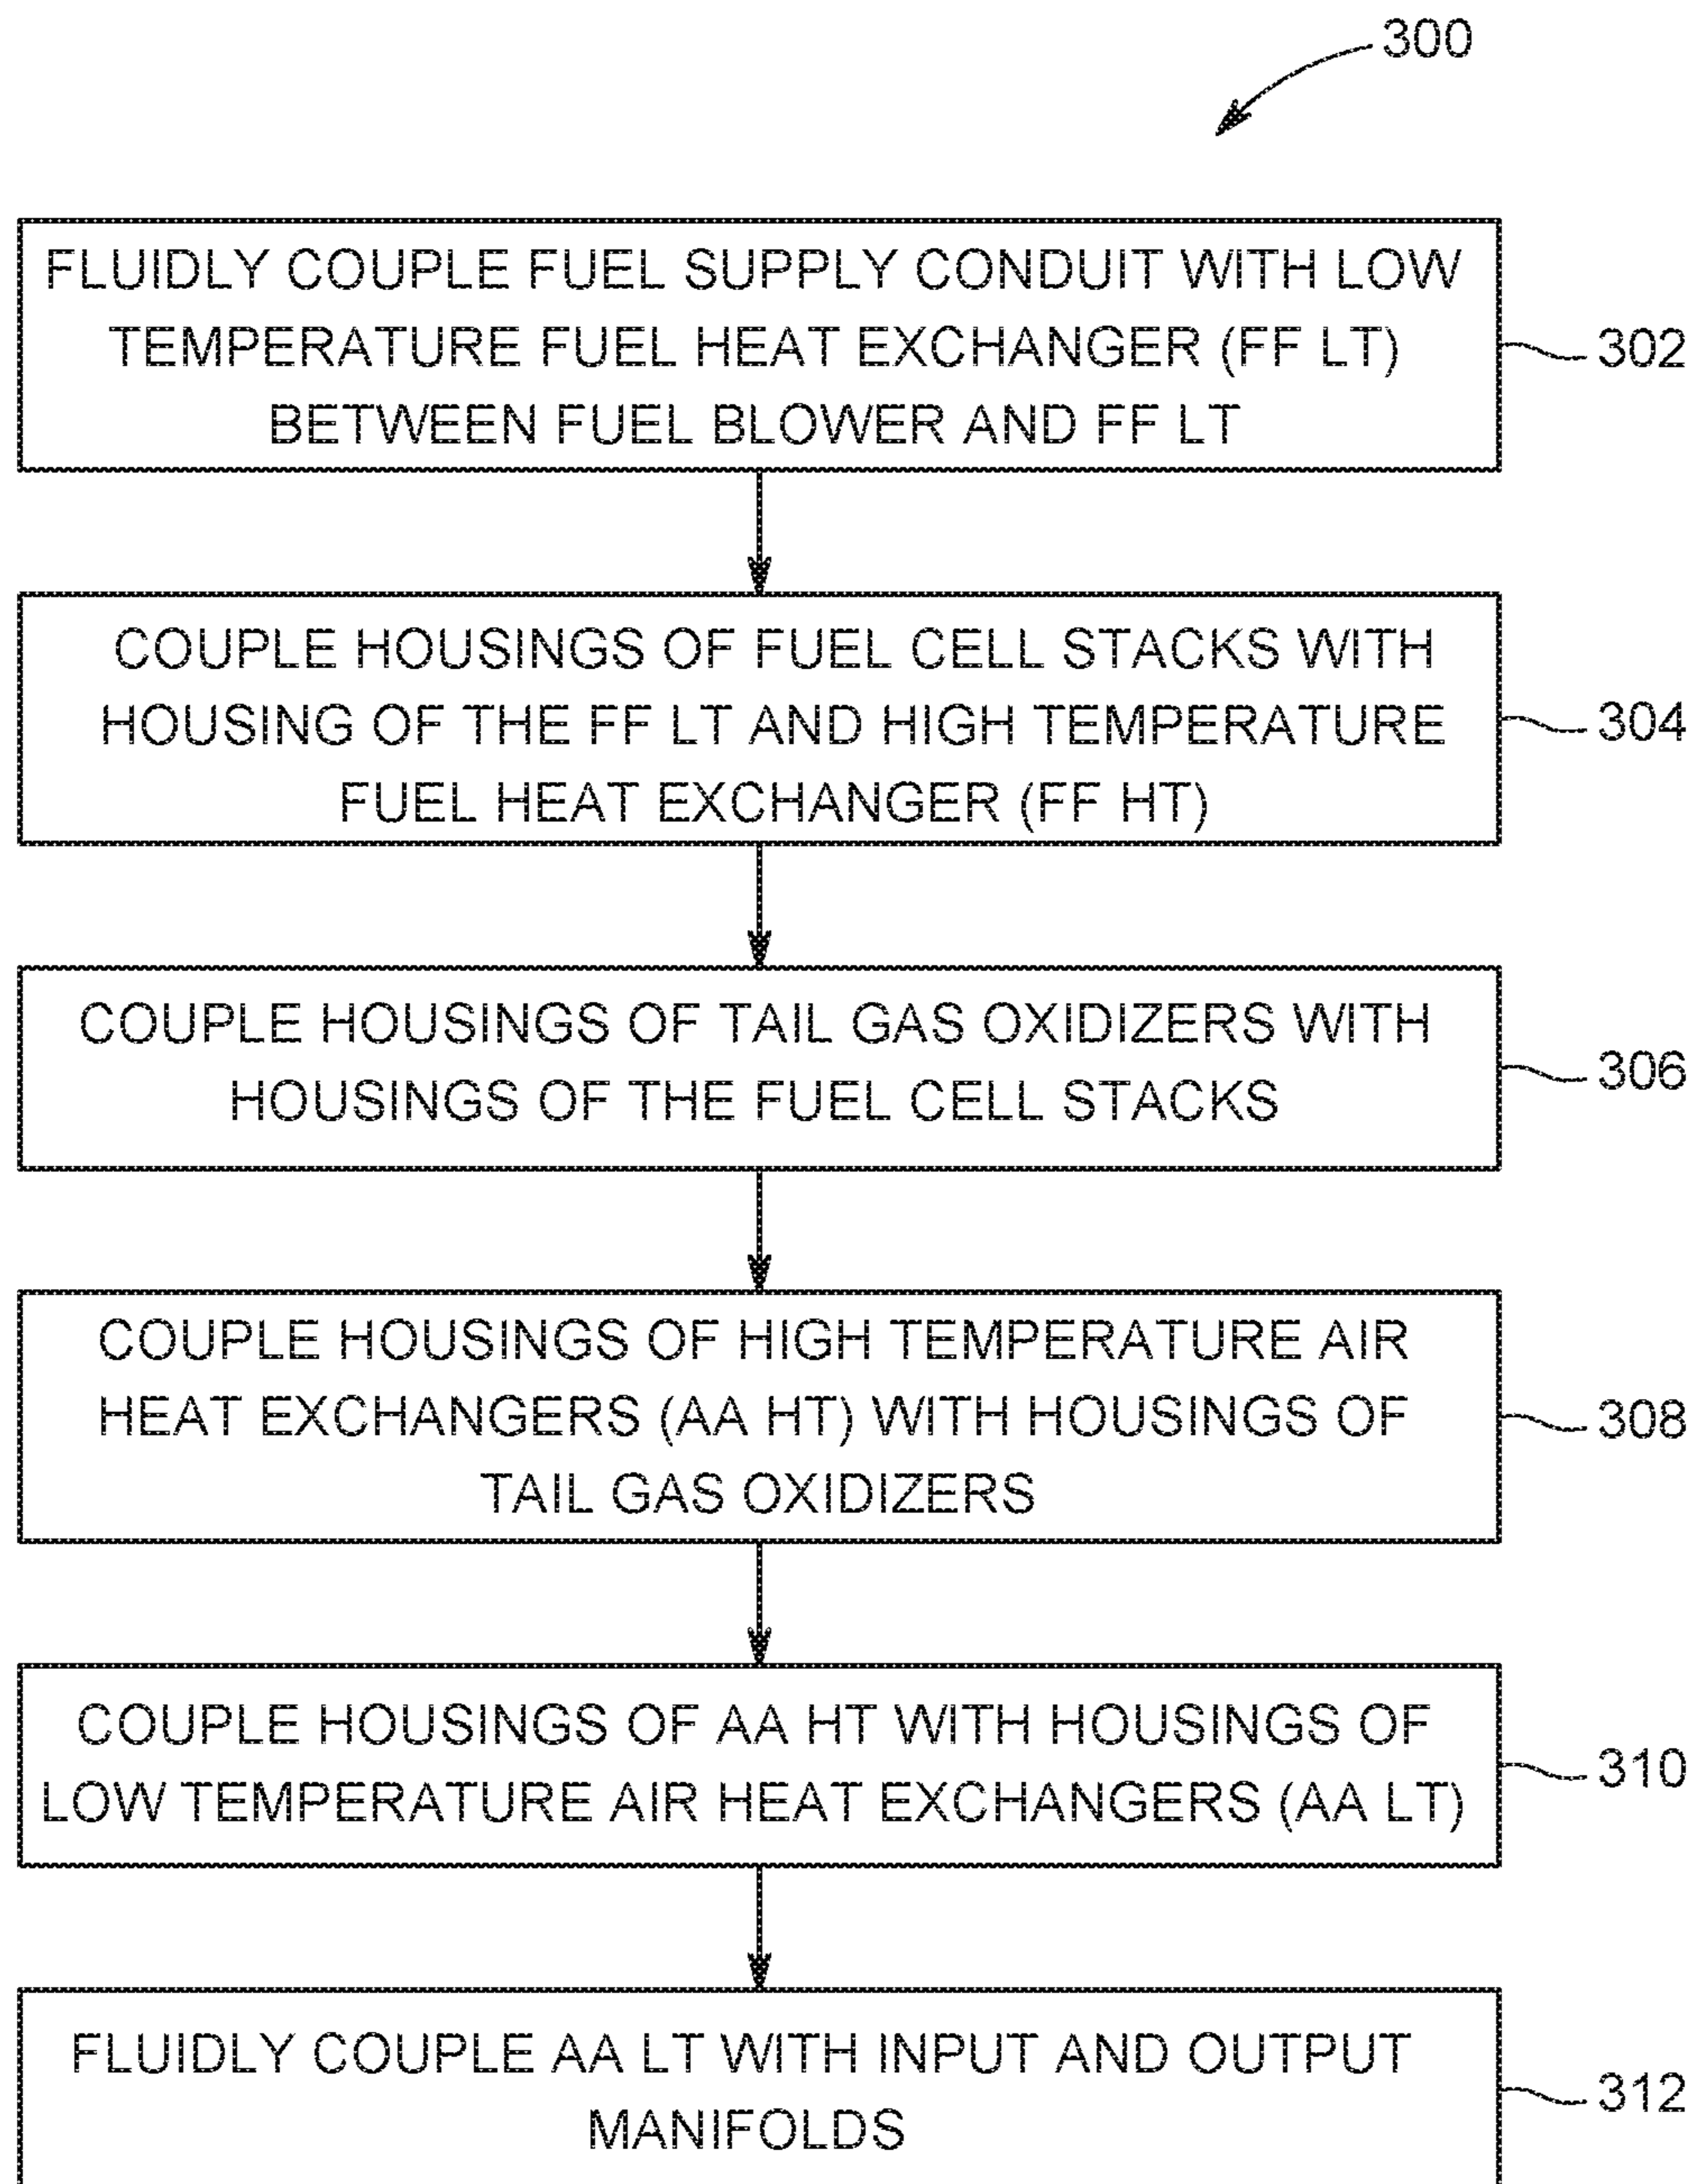 300
FLUIDLY COUPLE FUEL SUPPLY CONDUIT WITH LOW
TEMPERATURE FUEL HEAT EXCHANGER (FF LT)
BETWEEN FUEL BLOWER AND FF LT
302
COUPLE HOUSINGS OF FUEL CELL STACKS WITH
HOUSING OF THE FF LT AND HIGH TEMPERATURE
FUEL HEAT EXCHANGER (FF HT)
304
COUPLE HOUSINGS OF TAIL GAS OXIDIZERS WITH
HOUSINGS OF THE FUEL CELL STACKS
306
COUPLE HOUSINGS OF HIGH TEMPERATURE AIR
HEAT EXCHANGERS (AA HT) WITH HOUSINGS OF
TAIL GAS OXIDIZERS
308
COUPLE HOUSINGS OF AA HT WITH HOUSINGS OF
LOW TEMPERATURE AIR HEAT EXCHANGERS (AA LT)
310
FLUIDLY COUPLE AA LT WITH INPUT AND OUTPUT
MANIFOLDS
312